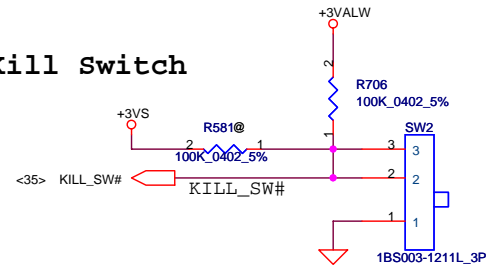 +3VALW
Kill Switch
2
R706
100K_0402_5%
+3VS
R581@
1
SW2
2
1
3
3
100K_0402_5%
<35> KILL_SW#
KILL_SW#
2
2
1
1
1BS003-1211L_3P